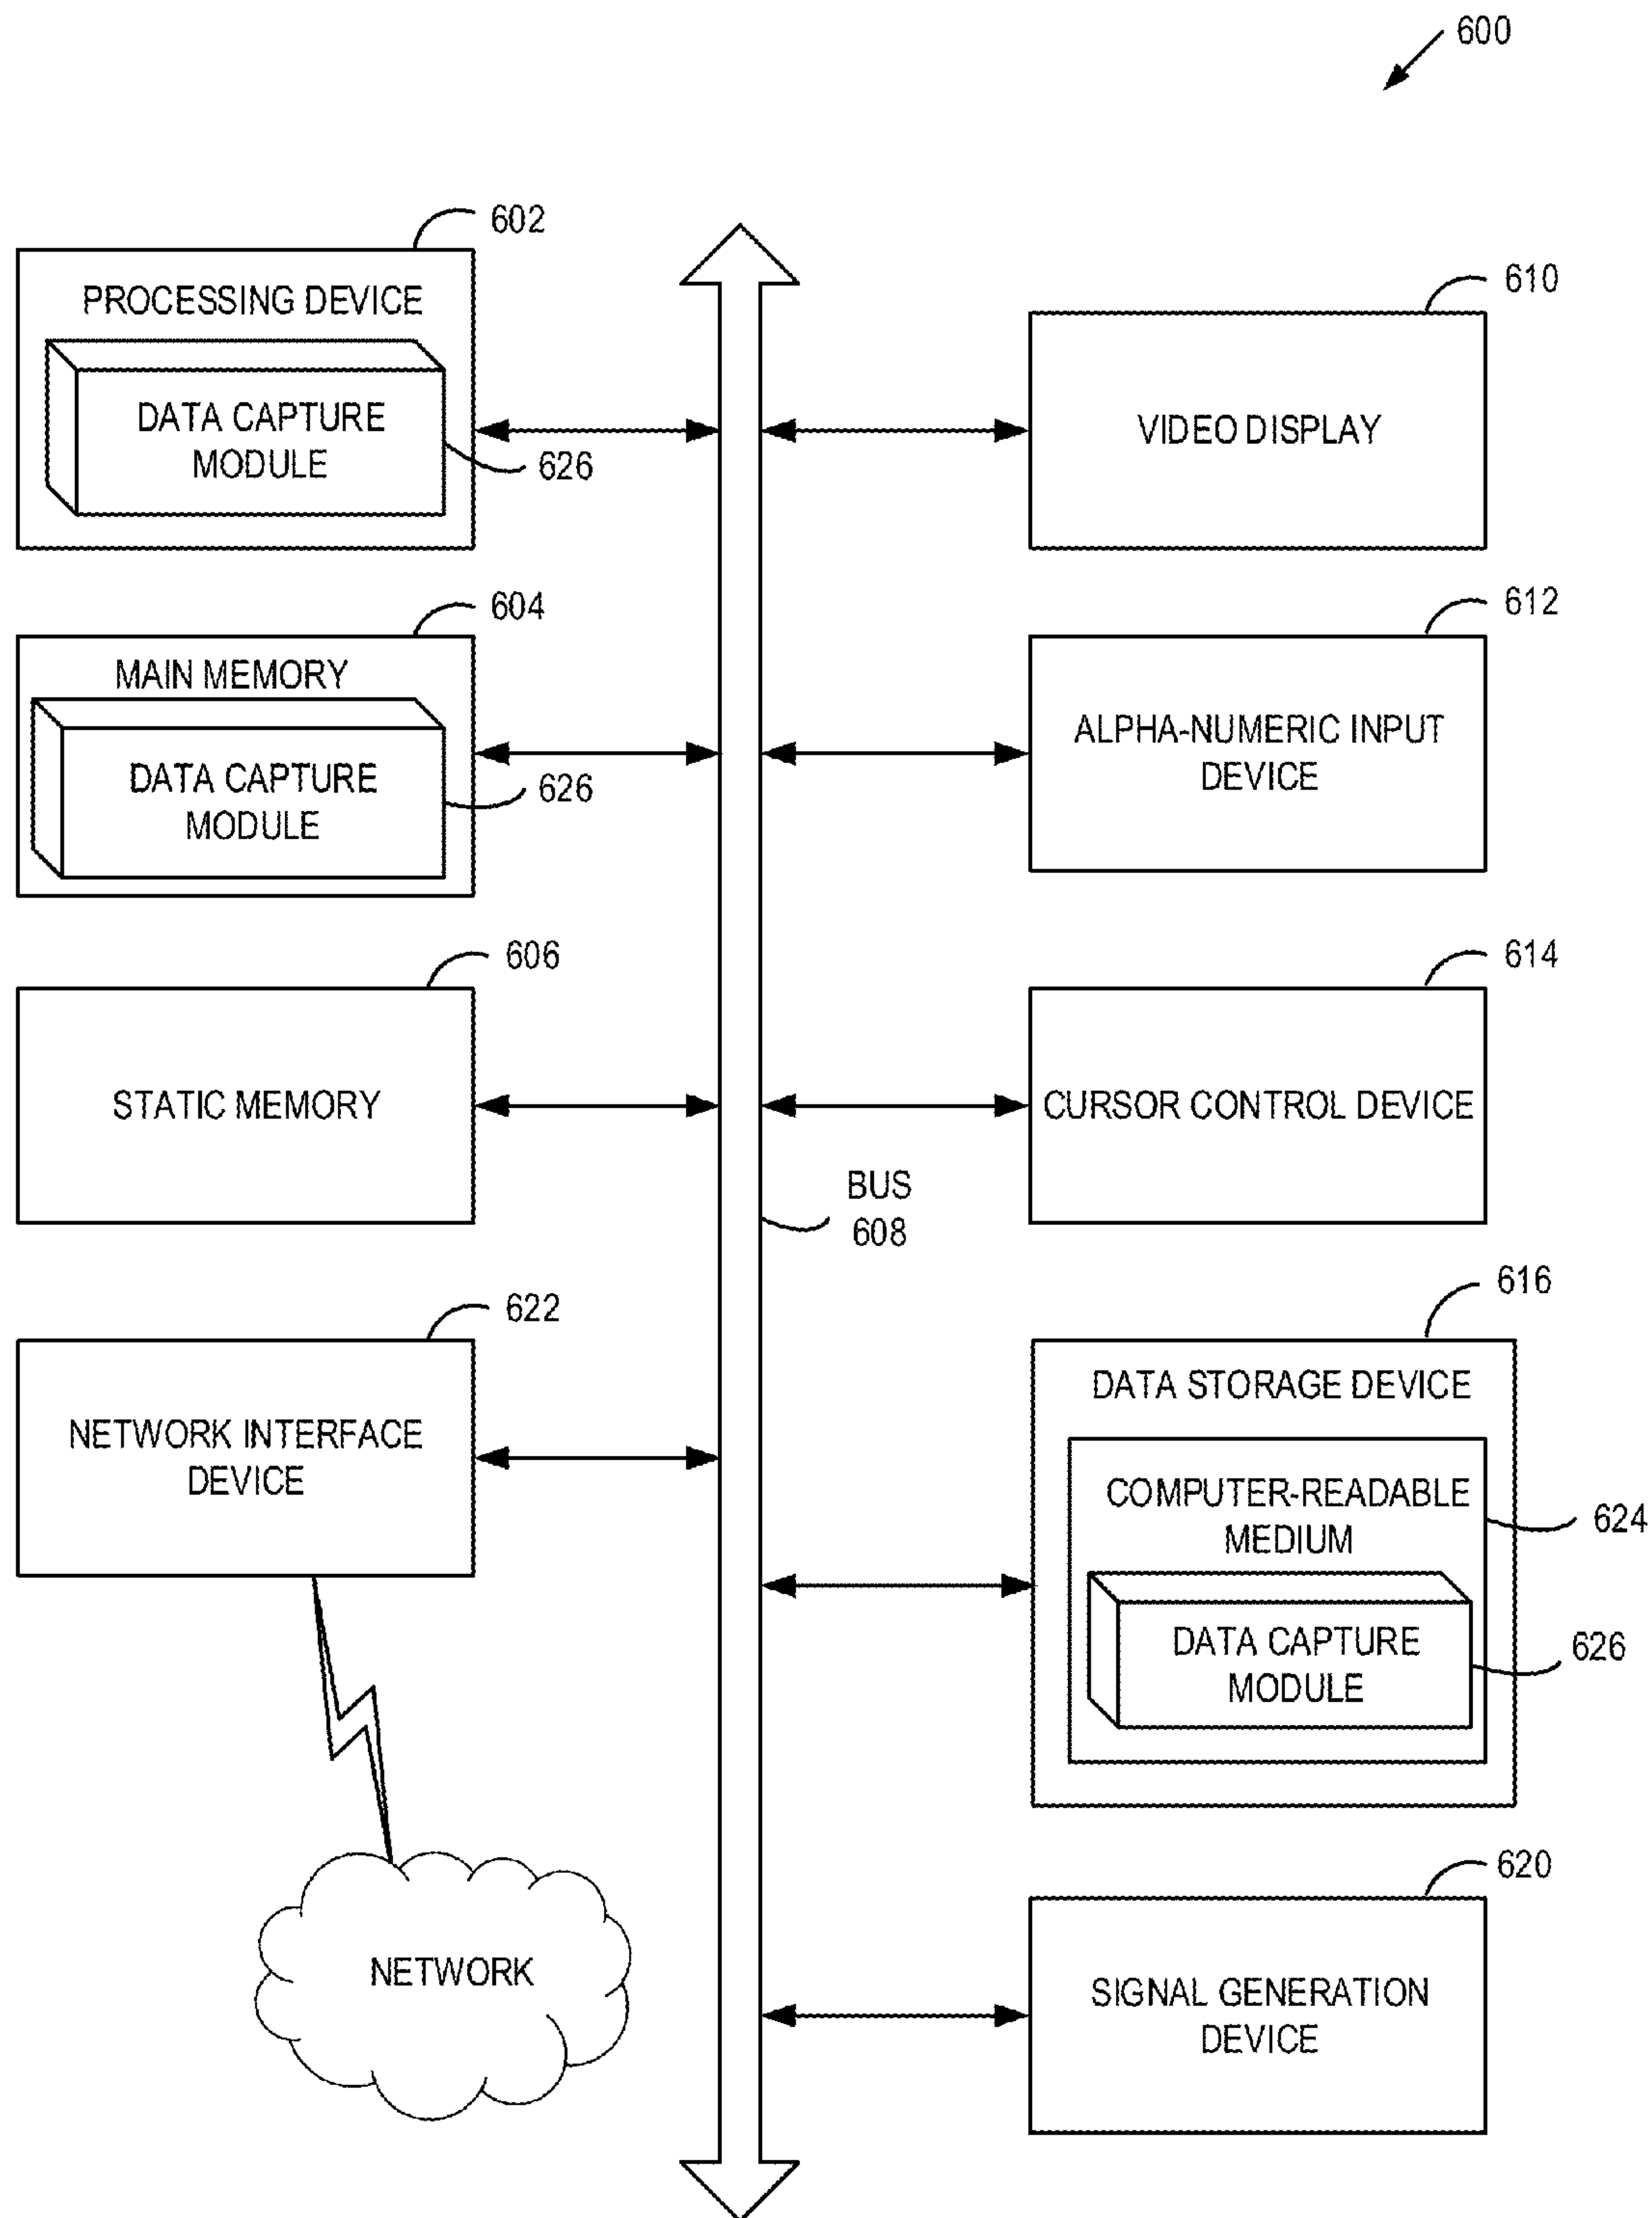 600
602
PROCESSING DEVICE
DATA CAPTURE
MODULE
626
610
VIDEO DISPLAY
604
MAIN MEMORY
DATA CAPTURE
MODULE
626
612
ALPHA-NUMERIC INPUT
DEVICE
606
STATIC MEMORY
614
CURSOR CONTROL DEVICE
BUS
608
622
NETWORK INTERFACE
DEVICE
616
DATA STORAGE DEVICE
COMPUTER-READABLE
MEDIUM
624
DATA CAPTURE
MODULE
626
NETWORK
620
SIGNAL GENERATION
DEVICE